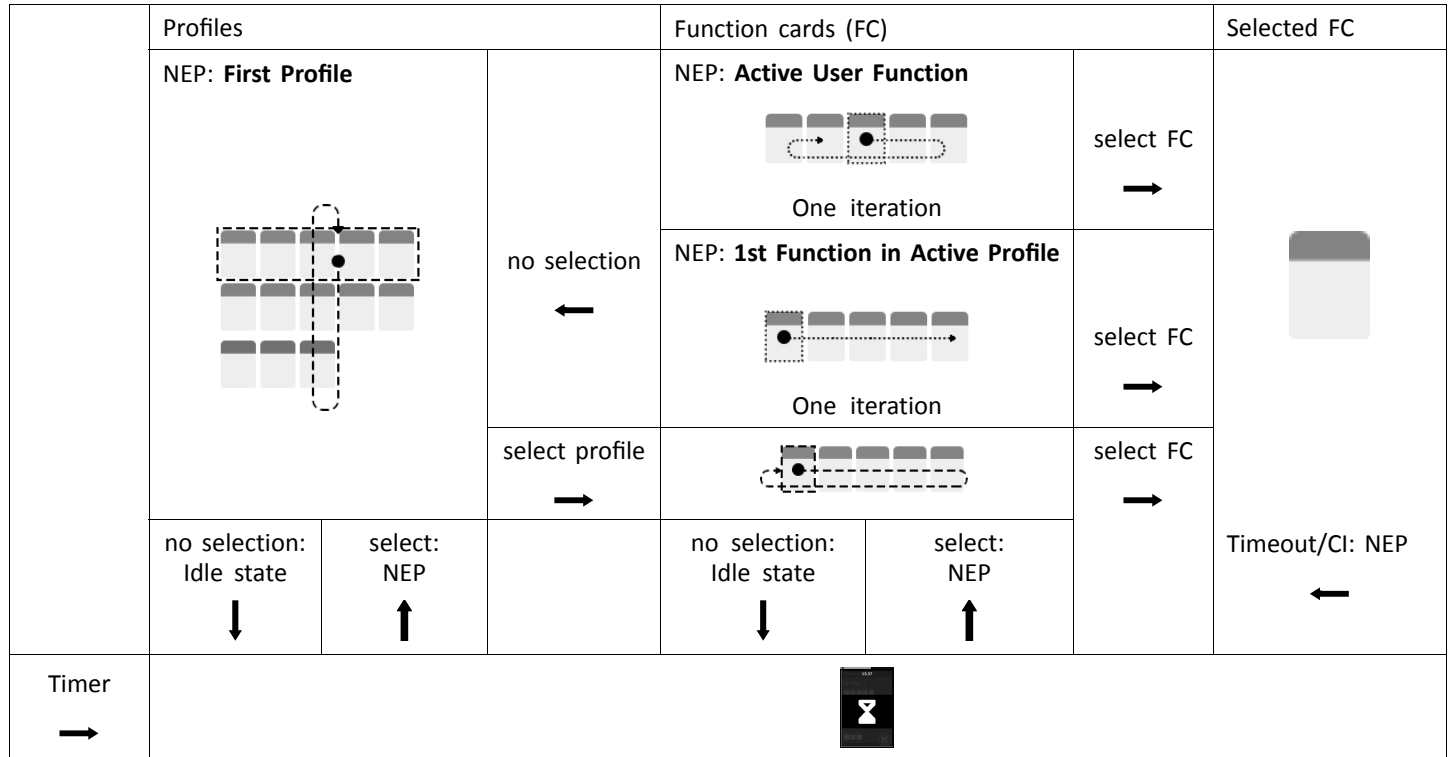 Profiles
Function cards (FC)
Selected FC
NEP: First Profile
NEP: Active User Function
select FC
One iteration
no selection
NEP: 1st Function in Active Profile
select FC
One iteration
select profile
select FC
no selection:
Idle state
select:
NEP
no selection:
Idle state
select:
NEP
Timeout/CI: NEP
Timer